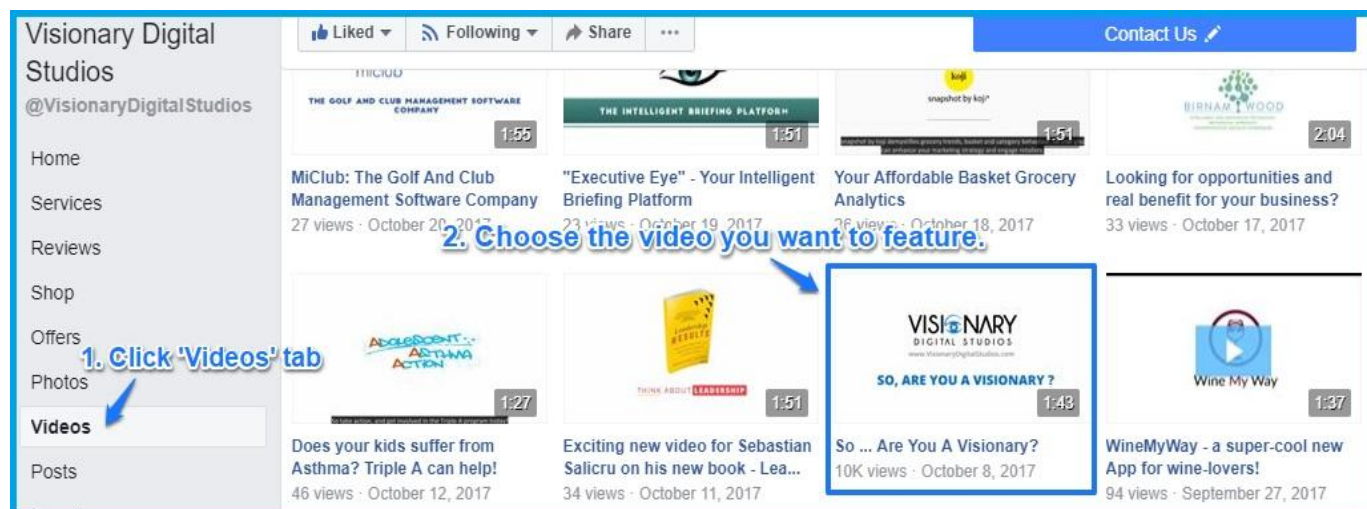 Visionary Digital
Studios
@VisionaryDigitalStudios
Home
Services
Reviews
Shop
Offers
Photos
Videos
Posts
Liked
Following
Share
Contact Us
miclub
THE GOLF AND CLUB MANAGEMENT SOFTWARE
COMPANY
1:55
MiClub: The Golf And Club
Management Software Company
27 views · October 20, 2017
THE INTELLIGENT BRIEFING PLATFORM
1:51
"Executive Eye" - Your Intelligent
Briefing Platform
23 views · October 19, 2017
koji
snapshot by koji*
1:51
Your Affordable Basket Grocery
Analytics
26 views · October 18, 2017
BIRNAM WOOD
2:04
Looking for opportunities and
real benefit for your business?
33 views · October 17, 2017
1. Click 'Videos' tab
2. Choose the video you want to feature.
ADOLESCENT
ASTHMA
ACTION
1:27
Does your kids suffer from
Asthma? Triple A can help!
46 views · October 12, 2017
Leadership
RESULTS
THINK ABOUT LEADERSHIP
1:51
Exciting new video for Sebastian
Salicru on his new book - Lea...
34 views · October 11, 2017
VISIONARY
DIGITAL STUDIOS
www.VisionaryDigitalStudios.com
SO, ARE YOU A VISIONARY ?
1:43
So ... Are You A Visionary?
10K views · October 8, 2017
Wine My Way
1:37
WineMyWay - a super-cool new
App for wine-lovers!
94 views · September 27, 2017